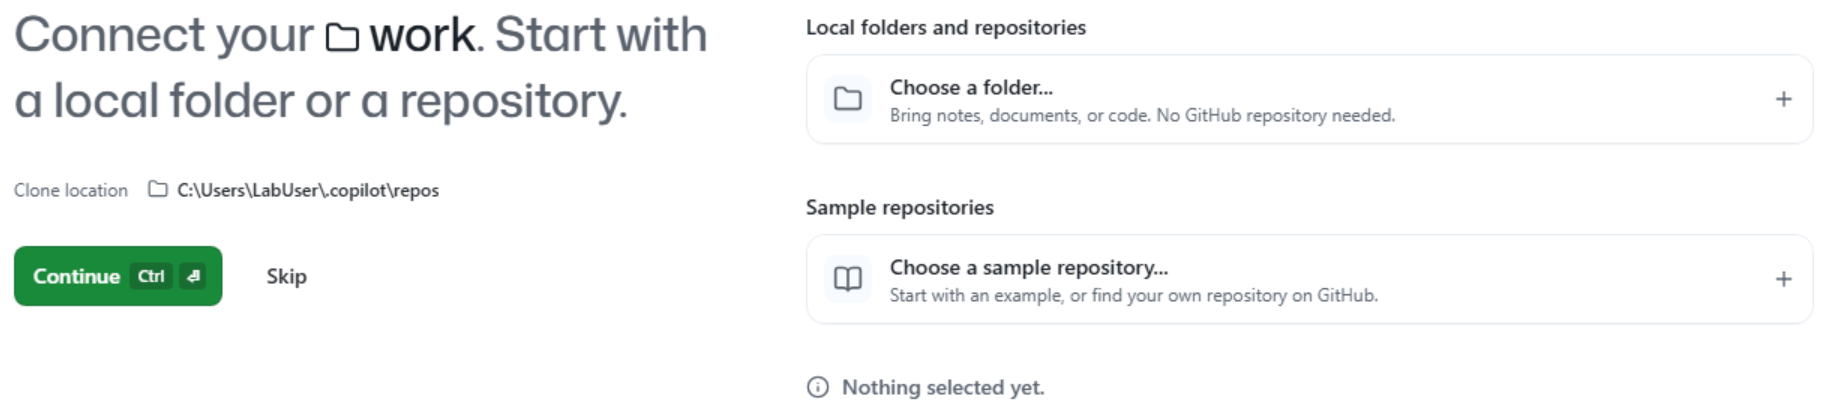 Connect your work. Start with
a local folder or a repository.
Clone location C:\Users\LabUser\.copilot\repos
Continue Ctrl ⏎ Skip
Local folders and repositories
Choose a folder...
Bring notes, documents, or code. No GitHub repository needed.
Sample repositories
Choose a sample repository...
Start with an example, or find your own repository on GitHub.
Nothing selected yet.